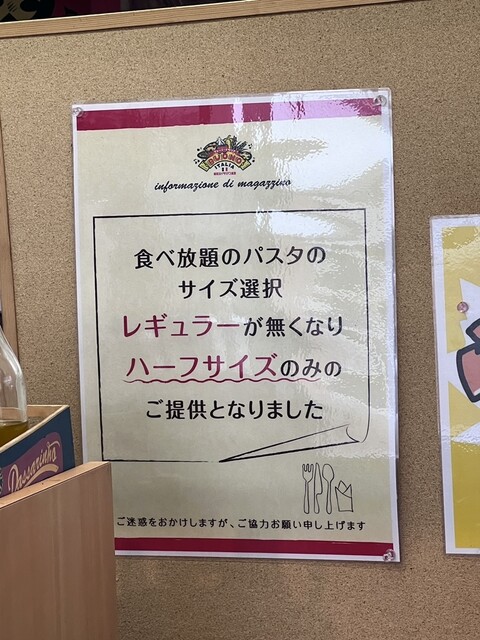 BUONO
ITALIA
informazione di magazzino
食べ放題のパスタの
サイズ選択
レギュラーが無くなり
ハーフサイズのみの
ご提供となりました
ご迷惑をおかけしますが、ご協力お願い申し上げます